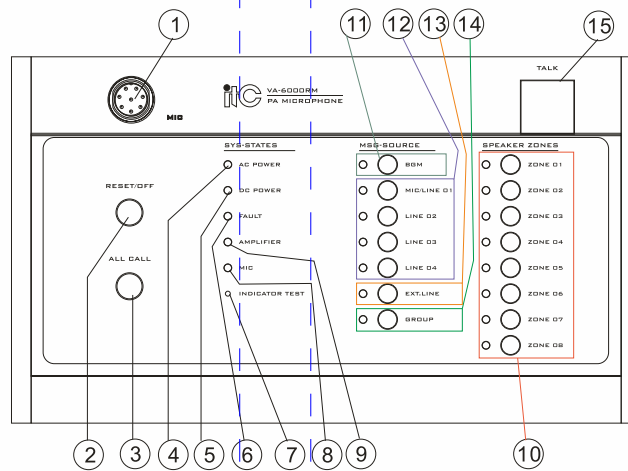 1 11 12 13 14 15
TALK
itc VA-6000RM
PA MICROPHONE
MIC
SYS-STATES MSG-SOURCE SPEAKER ZONES
AC POWER BGM ZONE 01
RESET/OFF DC POWER MIC/LINE 01 ZONE 02
FAULT LINE 02 ZONE 03
AMPLIFIER LINE 03 ZONE 04
ALL CALL MIC LINE 04 ZONE 05
INDICATOR TEST EXT.LINE ZONE 06
GROUP ZONE 07
ZONE 08
2 3 4 5 6 7 8 9 10